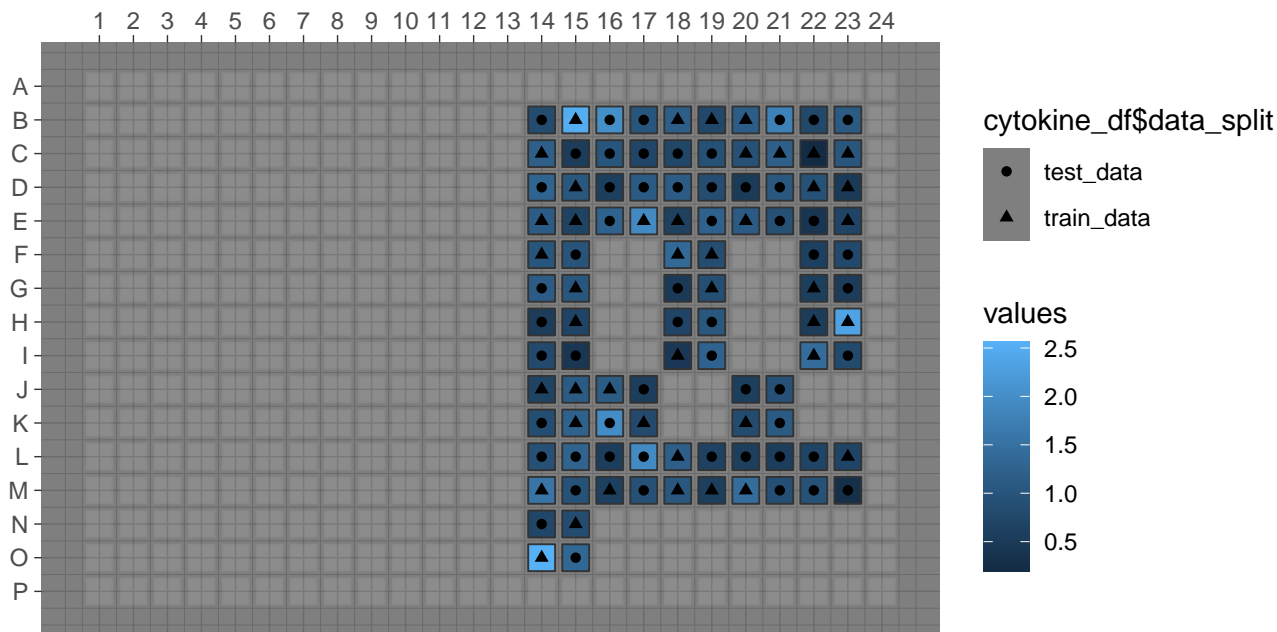 1 2 3 4 5 6 7 8 9 10 11 12 13 14 15 16 17 18 19 20 21 22 23 24
A
B
C
D
E
F
G
H
I
J
K
L
M
N
O
P
cytokine_df$data_split
test_data
train_data
values
2.5
2.0
1.5
1.0
0.5